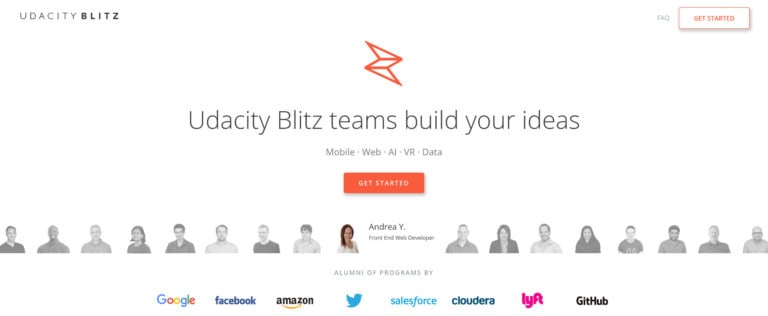 UDACITY BLITZ
FAQ
GET STARTED
Udacity Blitz teams build your ideas
Mobile · Web · AI · VR · Data
GET STARTED
Andrea Y.
Front End Web Developer
ALUMNI OF PROGRAMS BY
Google facebook amazon salesforce cloudera lyft GitHub